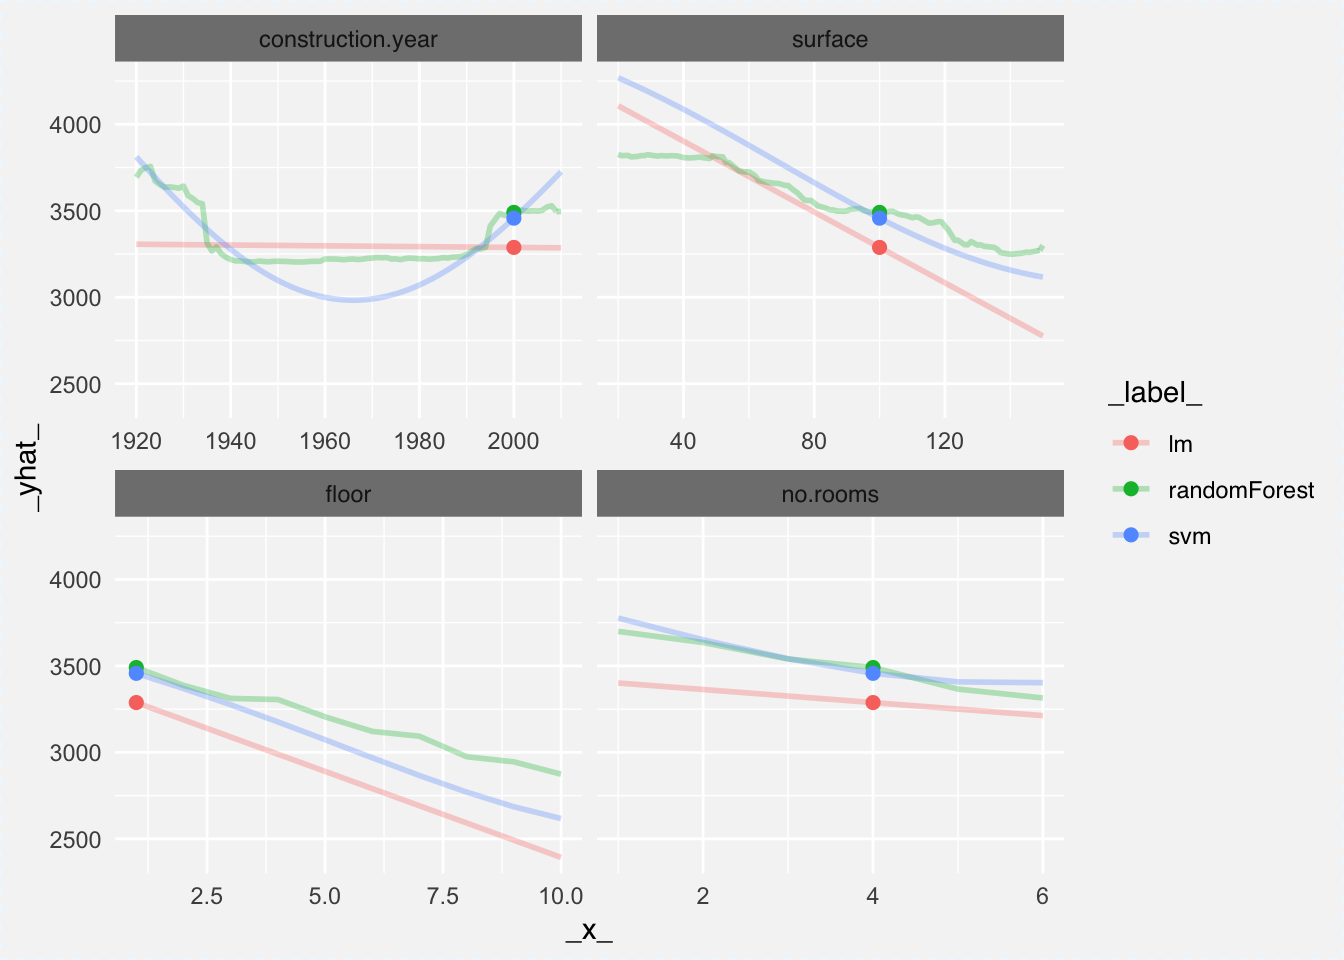 construction.year
surface
4000
3500
3000
2500
1920 1940 1960 1980 2000
40 80 120
floor
no.rooms
4000
3500
3000
2500
2.5 5.0 7.5 10.0
2 4 6
_x_
_yhat_
_label_
lm
randomForest
svm